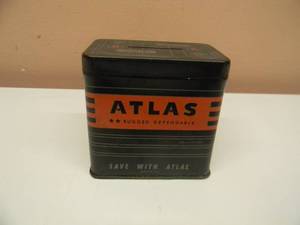 ATLAS
★★ RUGGED DEPENDABLE
SAVE WITH ATLAS